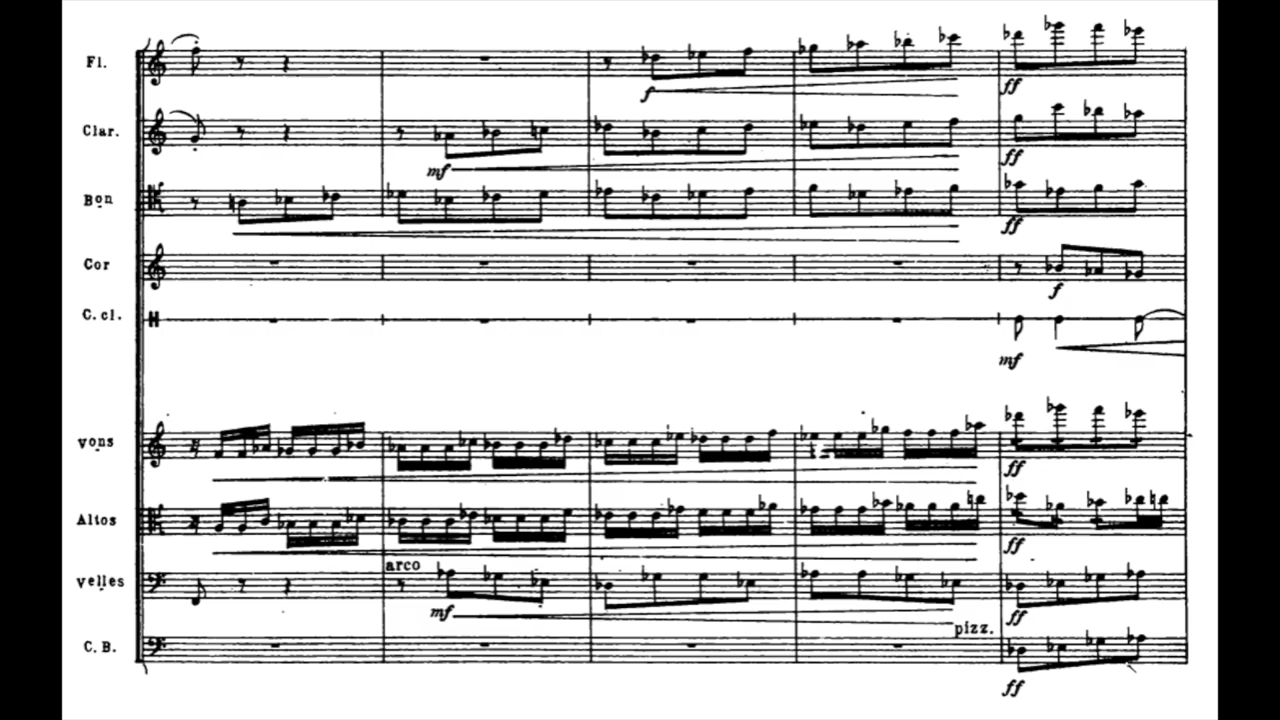 Fl.
f
ff
Clar.
mf
ff
Bon
ff
Cor
f
C. cl.
mf
vons
ff
Altos
ff
arco
velles
mf
ff
pizz.
C. B.
ff